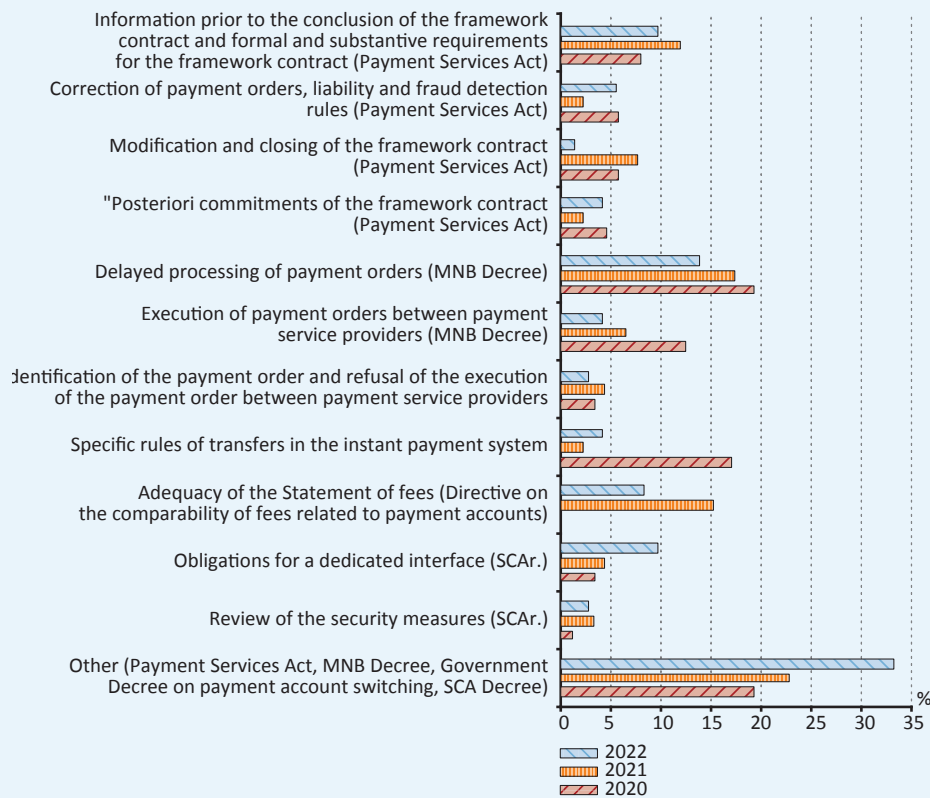 Information prior to the conclusion of the framework
contract and formal and substantive requirements
for the framework contract (Payment Services Act)
Correction of payment orders, liability and fraud detection
rules (Payment Services Act)
Modification and closing of the framework contract
(Payment Services Act)
"Posteriori commitments of the framework contract
(Payment Services Act)
Delayed processing of payment orders (MNB Decree)
Execution of payment orders between payment
service providers (MNB Decree)
dentification of the payment order and refusal of the execution
of the payment order between payment service providers
Specific rules of transfers in the instant payment system
Adequacy of the Statement of fees (Directive on
the comparability of fees related to payment accounts)
Obligations for a dedicated interface (SCAr.)
Review of the security measures (SCAr.)
Other (Payment Services Act, MNB Decree, Government
Decree on payment account switching, SCA Decree)
%
0 5 10 15 20 25 30 35
2022
2021
2020